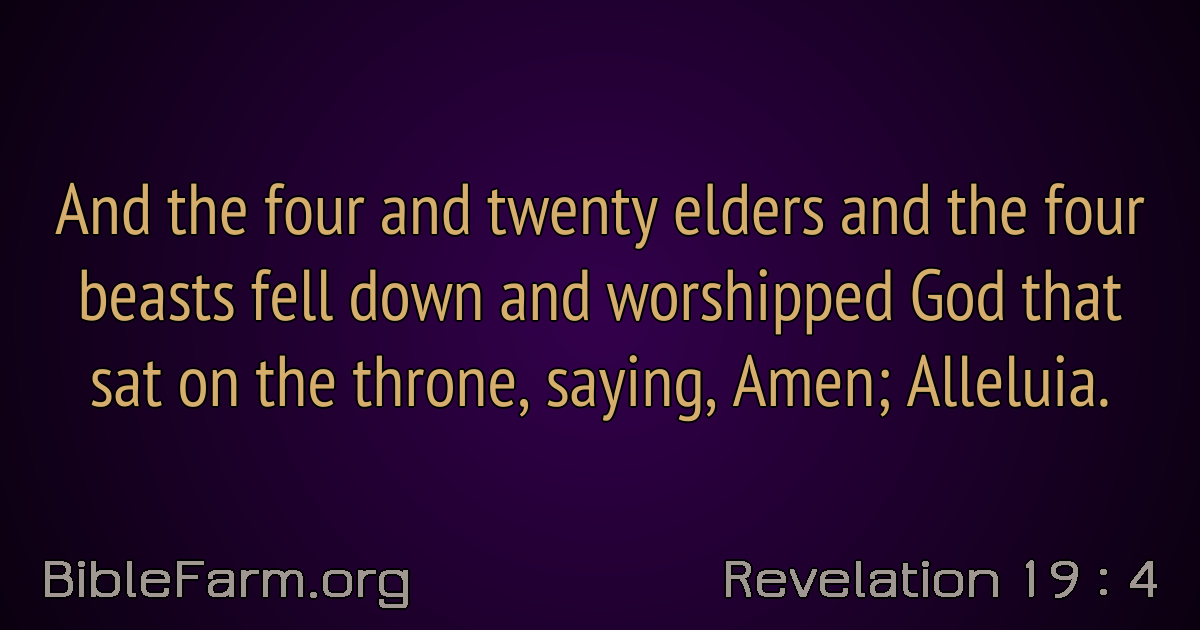 And the four and twenty elders and the four
beasts fell down and worshipped God that
sat on the throne, saying, Amen; Alleluia.
BibleFarm.org
Revelation 19 : 4